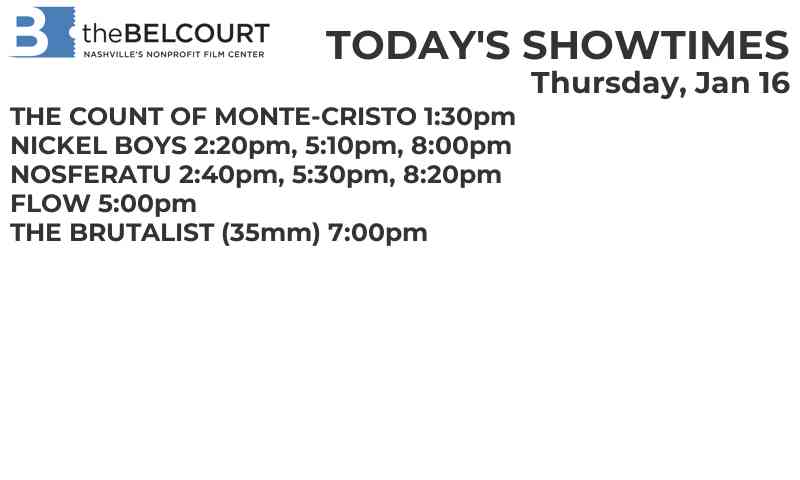 B theBELCOURT
NASHVILLE'S NONPROFIT FILM CENTER
TODAY'S SHOWTIMES
Thursday, Jan 16
THE COUNT OF MONTE-CRISTO 1:30pm
NICKEL BOYS 2:20pm, 5:10pm, 8:00pm
NOSFERATU 2:40pm, 5:30pm, 8:20pm
FLOW 5:00pm
THE BRUTALIST (35mm) 7:00pm